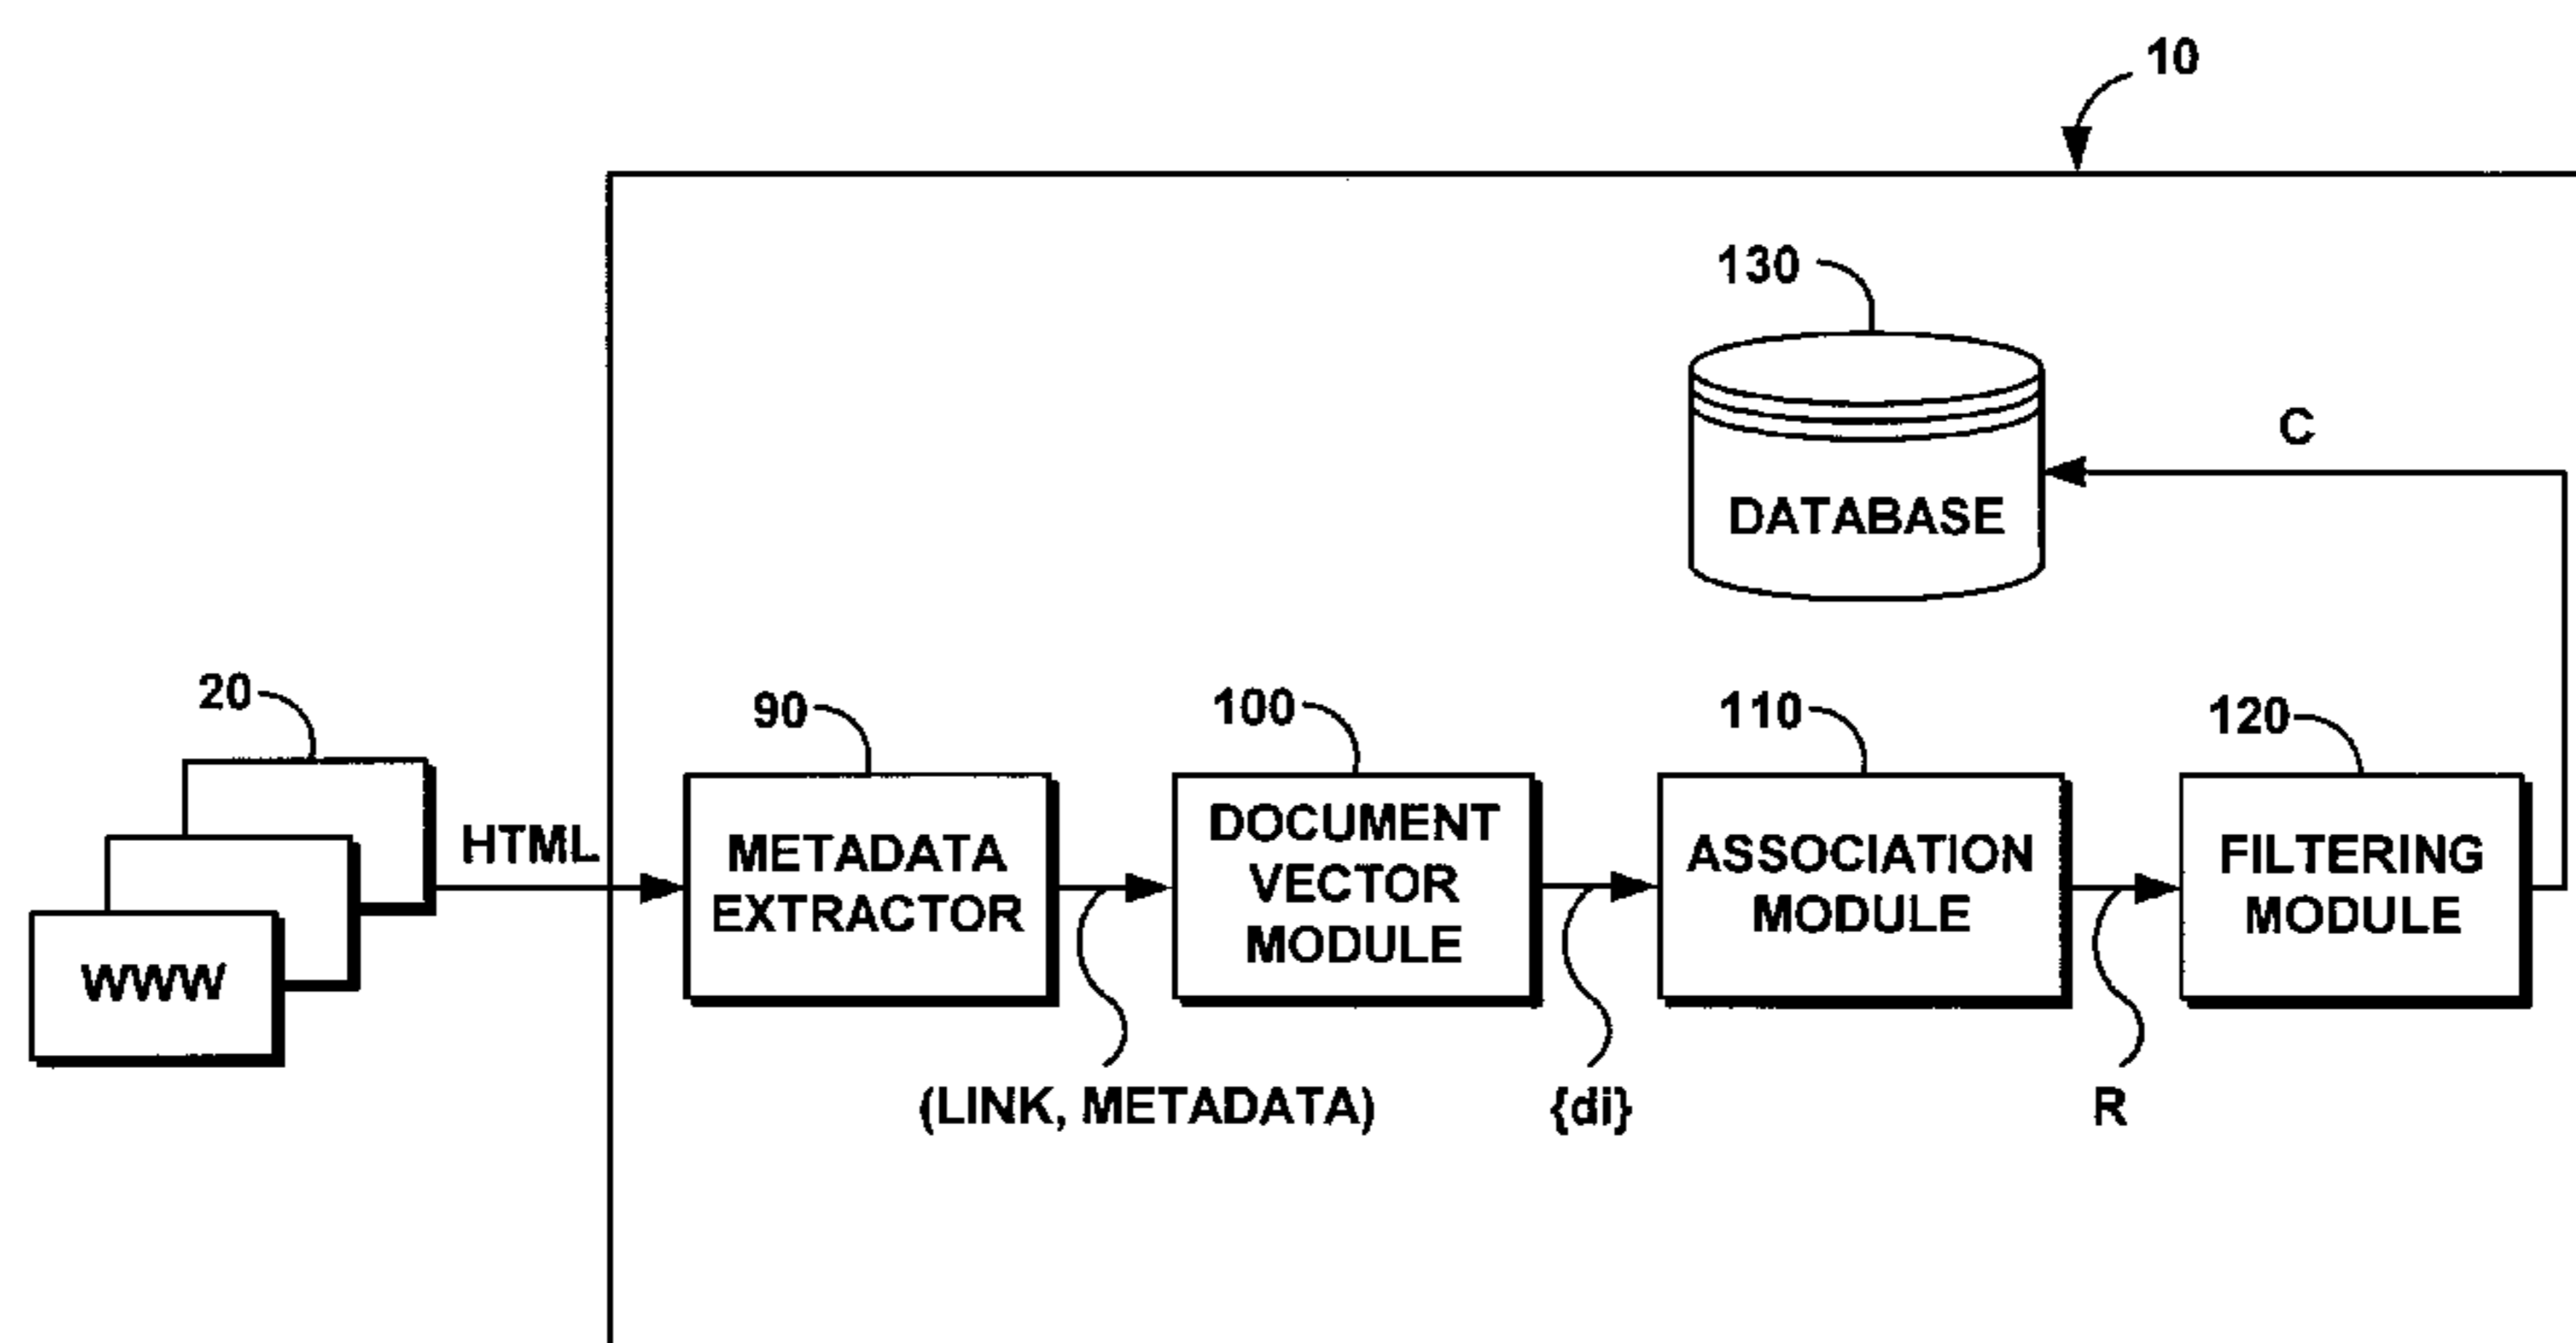 10
130
C
DATABASE
20
90
100
110
120
HTML
METADATA
EXTRACTOR
DOCUMENT
VECTOR
MODULE
ASSOCIATION
MODULE
FILTERING
MODULE
WWW
(LINK, METADATA)
{di}
R